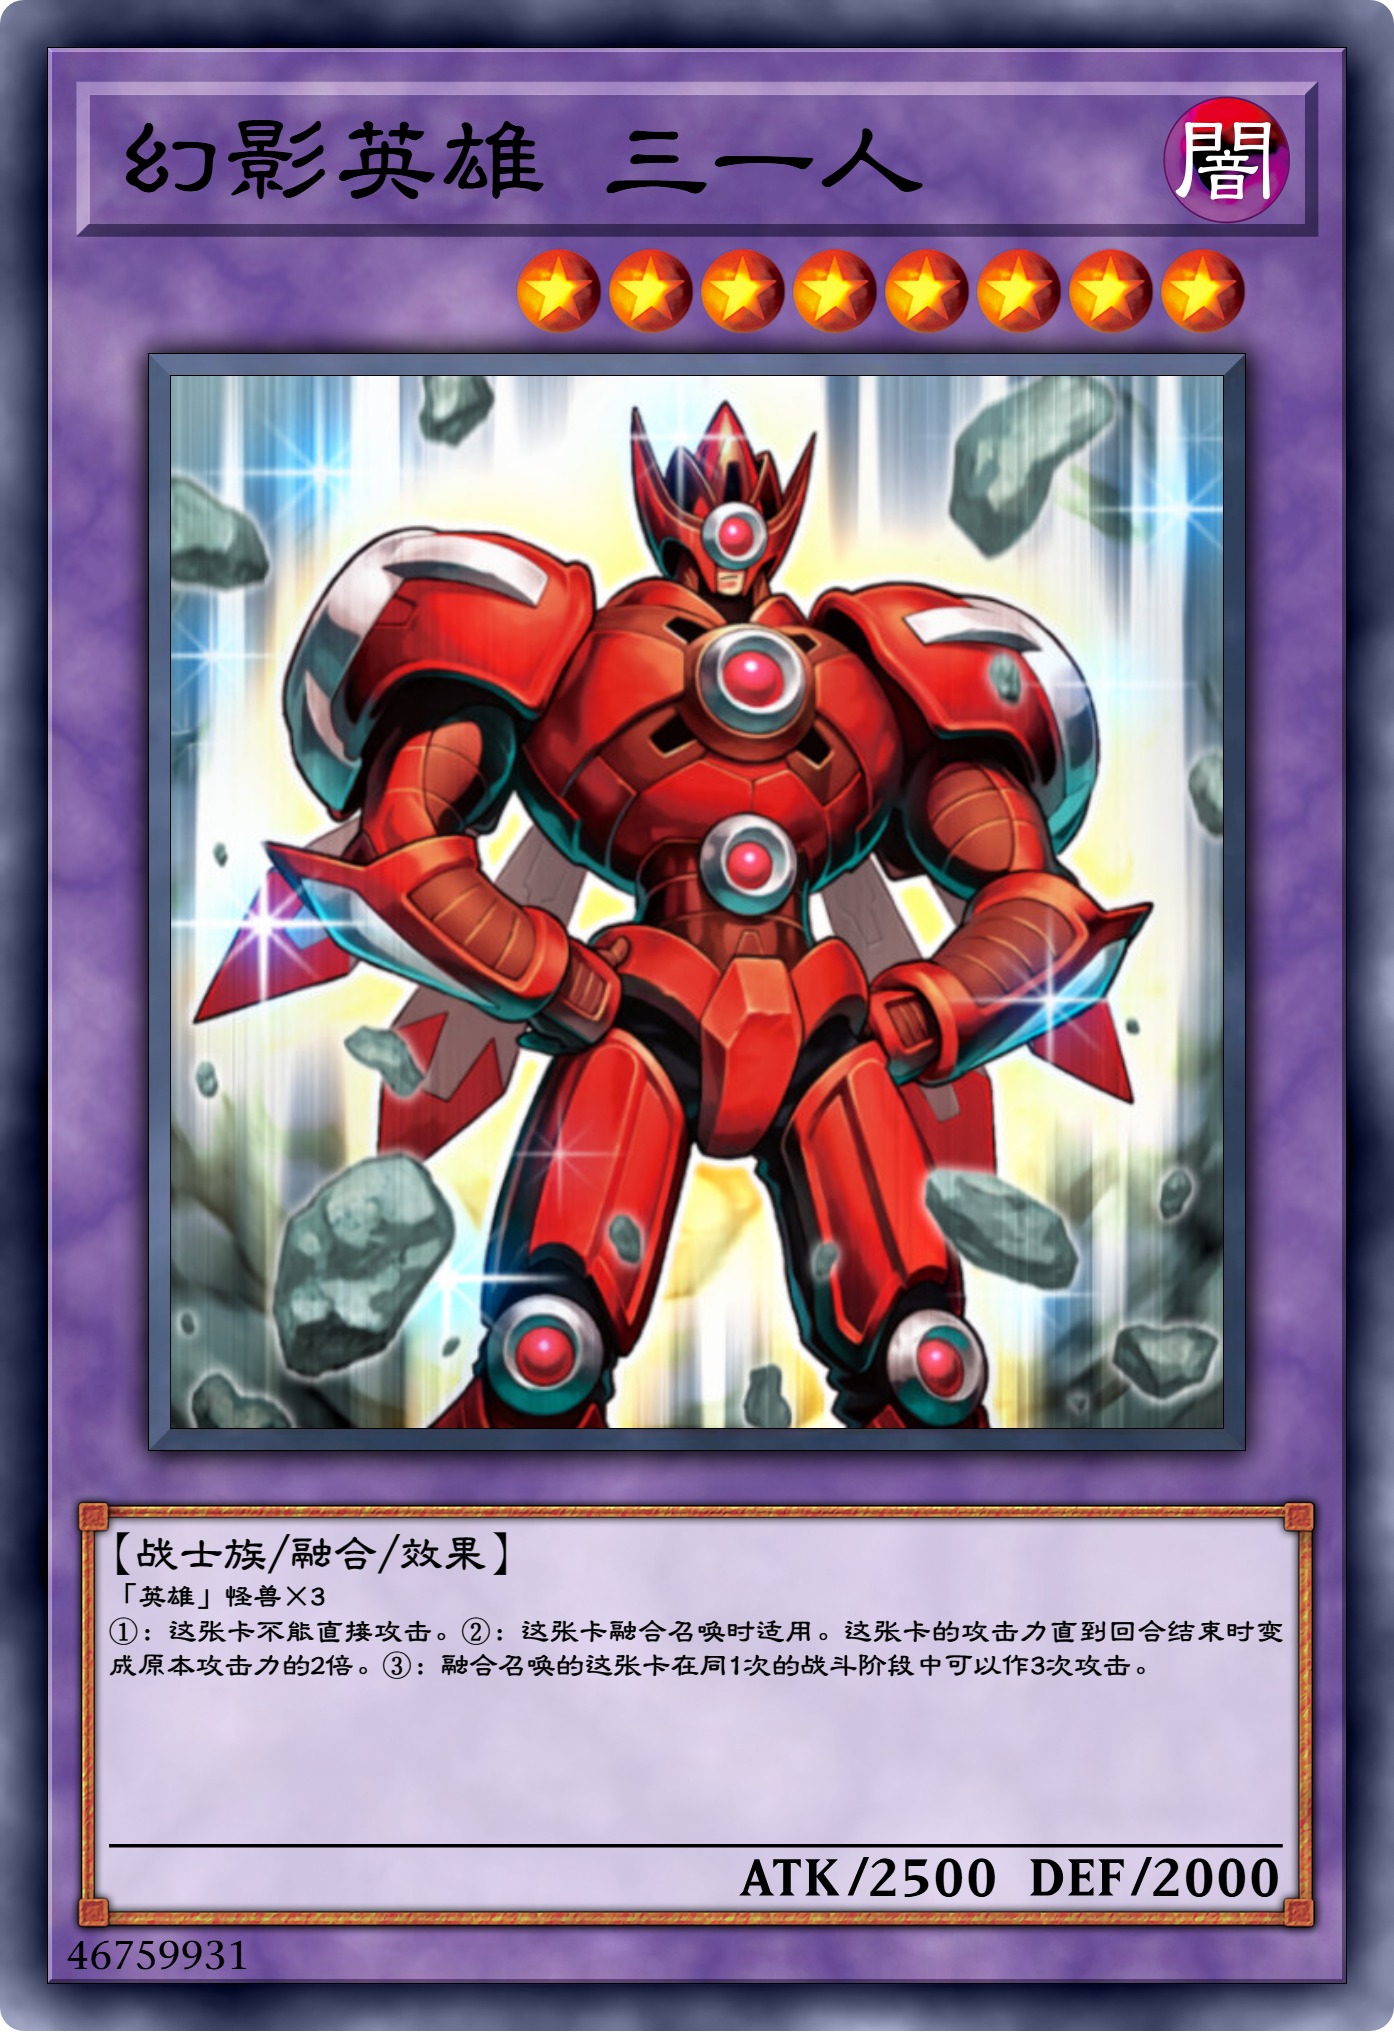 幻影英雄 三一人
闇
【战士族/融合/效果】
「英雄」怪兽×3
①：这张卡不能直接攻击。②：这张卡融合召唤时适用。这张卡的攻击力直到回合结束时变
成原本攻击力的2倍。③：融合召唤的这张卡在同1次的战斗阶段中可以作3次攻击。
ATK/2500 DEF/2000
46759931